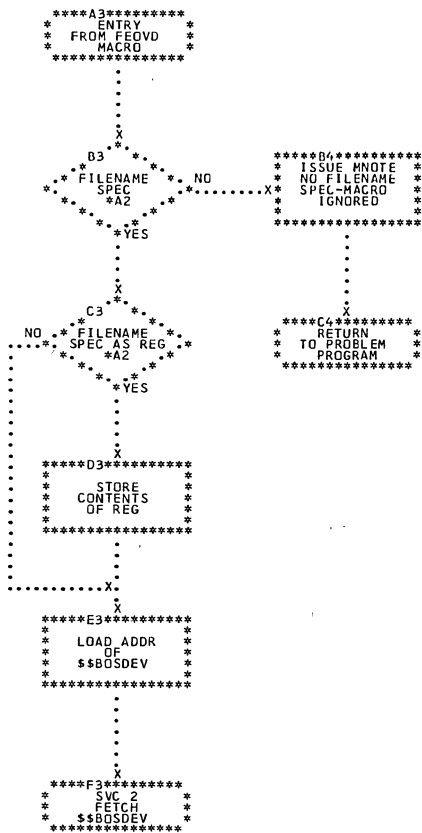 A3
ENTRY
FROM FEOVD
MACRO
B3
FILENAME
SPEC
*A2
NO
YES
B4
ISSUE MNOTE
NO FILENAME
SPEC-MACRO
IGNORED
C3
FILENAME
SPEC AS REG
*A2
NO
YES
C4
RETURN
TO PROBLEM
PROGRAM
D3
STORE
CONTENTS
OF REG
E3
LOAD ADDR
OF
$$BOSDEV
F3
SVC 2
FETCH
$$BOSDEV